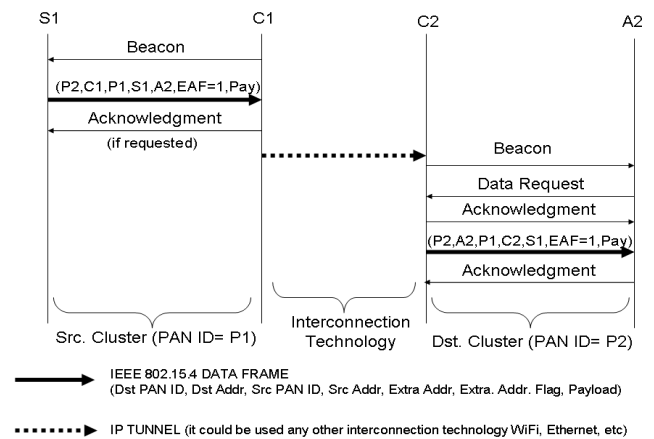 S1 C1 C2 A2
Beacon
(P2,C1,P1,S1,A2,EAF=1,Pay)
Acknowledgment
(if requested)
Beacon
Data Request
Acknowledgment
(P2,A2,P1,C2,S1,EAF=1,Pay)
Acknowledgment
Src. Cluster (PAN ID= P1)
Interconnection
Technology
Dst. Cluster (PAN ID= P2)
IEEE 802.15.4 DATA FRAME
(Dst PAN ID, Dst Addr, Src PAN ID, Src Addr, Extra Addr, Extra. Addr. Flag, Payload)
IP TUNNEL (it could be used any other interconnection technology WiFi, Ethernet, etc)